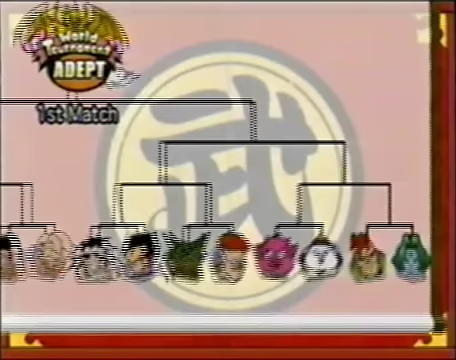 World
Tournament
ADEPT
1st Match
武